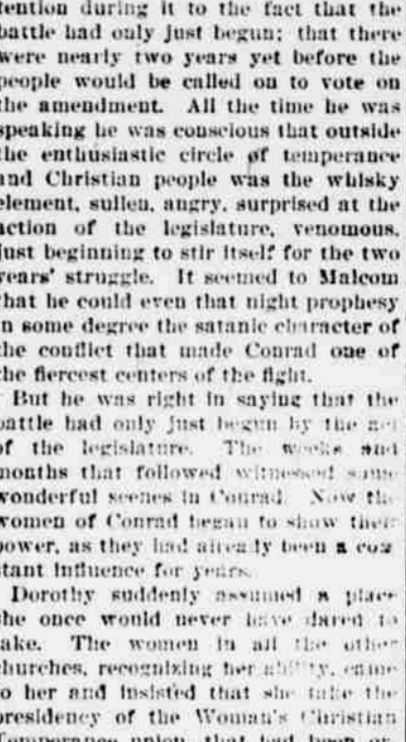 tention during it to the fact that the
battle had only just begun; that there
were nearly two years yet before the
people would be called on to vote on
the amendment. All the time he was
speaking he was conscious that outside
the enthusiastic circle of temperance
and Christian people was the whisky
element, sullen, angry, surprised at the
action of the legislature, venomous,
just beginning to stir itself for the two
years' struggle. It seemed to Malcom
that he could even that night prophesy
in some degree the satanic character of
the conflict that made Conrad one of
the fiercest centers of the fight.
But he was right in saying that the
battle had only just begun by the act
of the legislature. The weeks and
months that followed witnessed some
wonderful scenes in Conrad. Now the
women of Conrad began to show their
power, as they had already been a con
stant influence for years.
Dorothy suddenly assumed a place
she once would never have dared to
take. The women in all the other
churches, recognizing her ability, came
to her and insisted that she take the
presidency of the Woman's Christian
Temperance union, that had been or